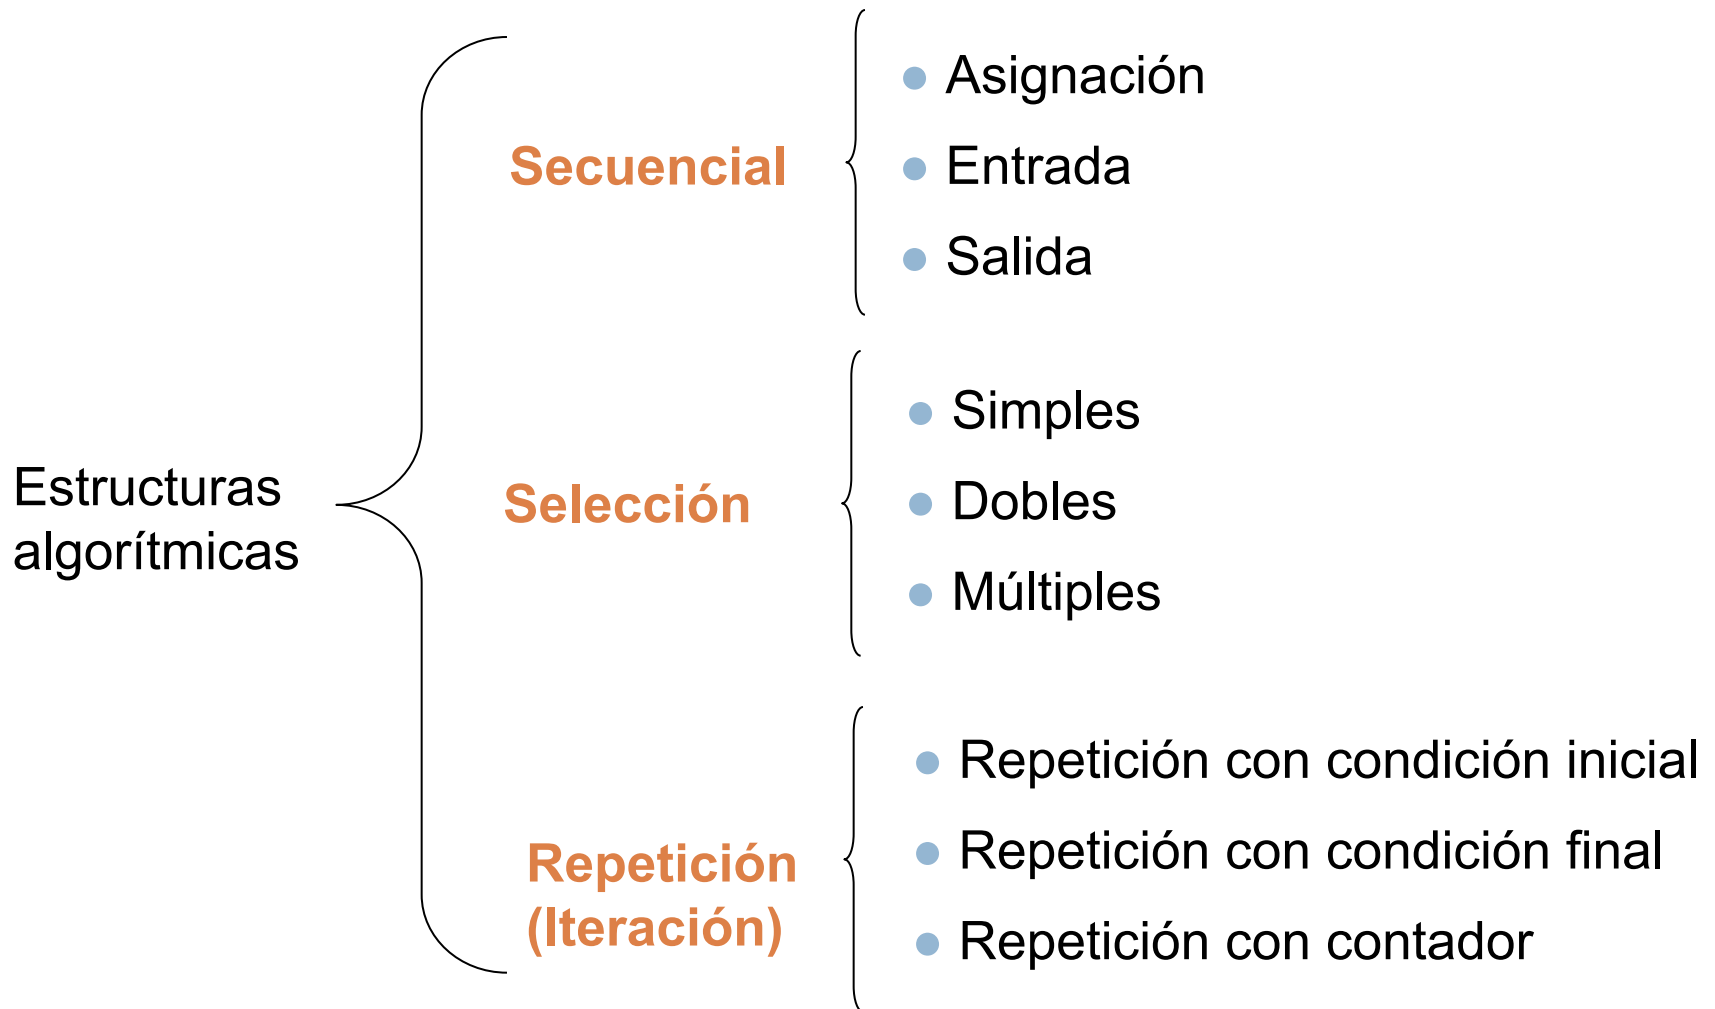 Estructuras
algorítmicas
Secuencial
● Asignación
● Entrada
● Salida
Selección
● Simples
● Dobles
● Múltiples
Repetición
(Iteración)
● Repetición con condición inicial
● Repetición con condición final
● Repetición con contador